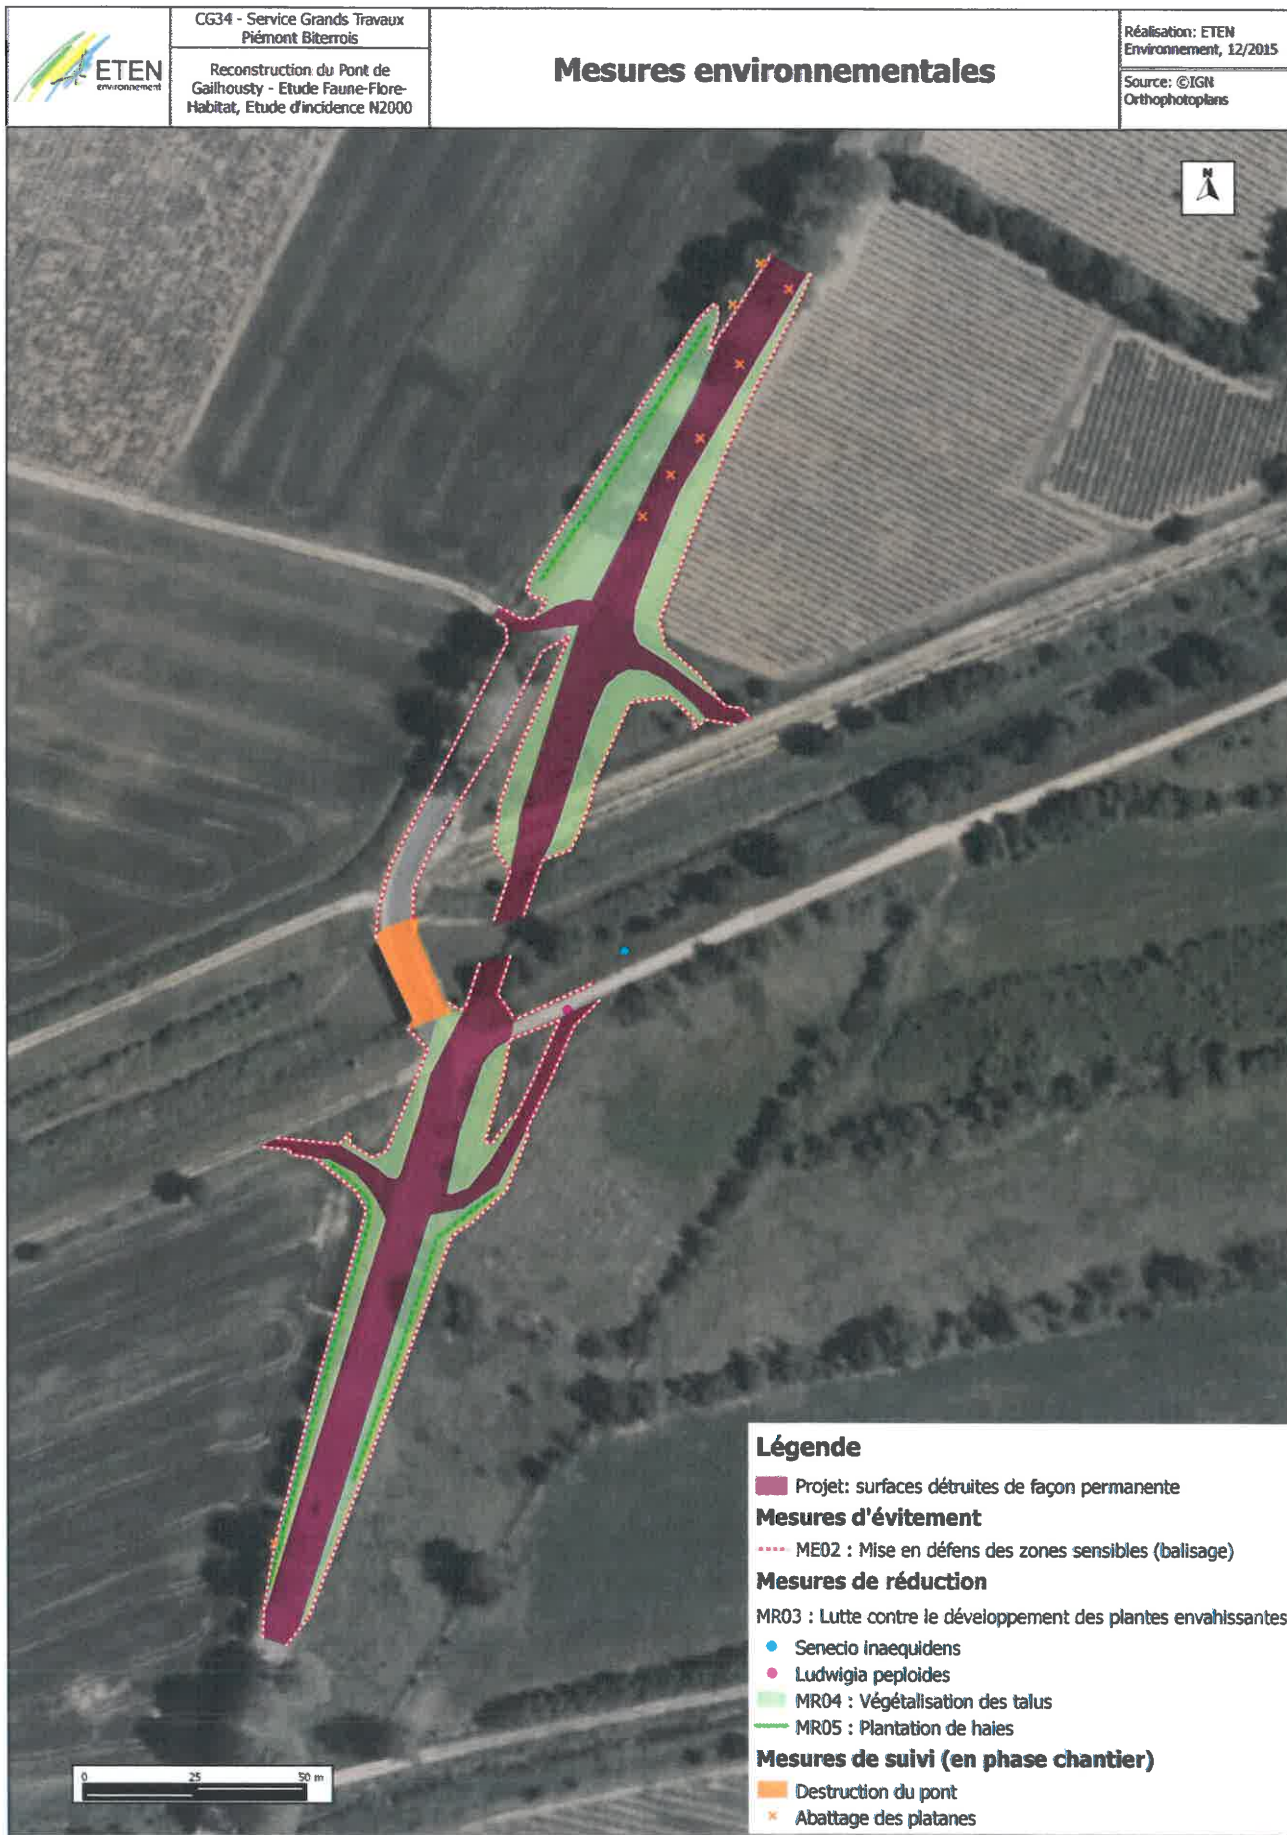 ETEN
environnement
CG34 - Service Grands Travaux
Piémont Biterrois
Reconstruction du Pont de
Gailhousty - Etude Faune-Flore-
Habitat, Etude d'incidence N2000
Mesures environnementales
Réalisation: ETEN
Environnement, 12/2015
Source: ©IGN
Orthophotoplans
N
Légende
Projet: surfaces détruites de façon permanente
Mesures d'évitement
ME02 : Mise en défens des zones sensibles (balisage)
Mesures de réduction
MR03 : Lutte contre le développement des plantes envahissantes
Senecio inaequidens
Ludwigia peploides
MR04 : Végétalisation des talus
MR05 : Plantation de haies
Mesures de suivi (en phase chantier)
Destruction du pont
Abattage des platanes
0 25 50 m